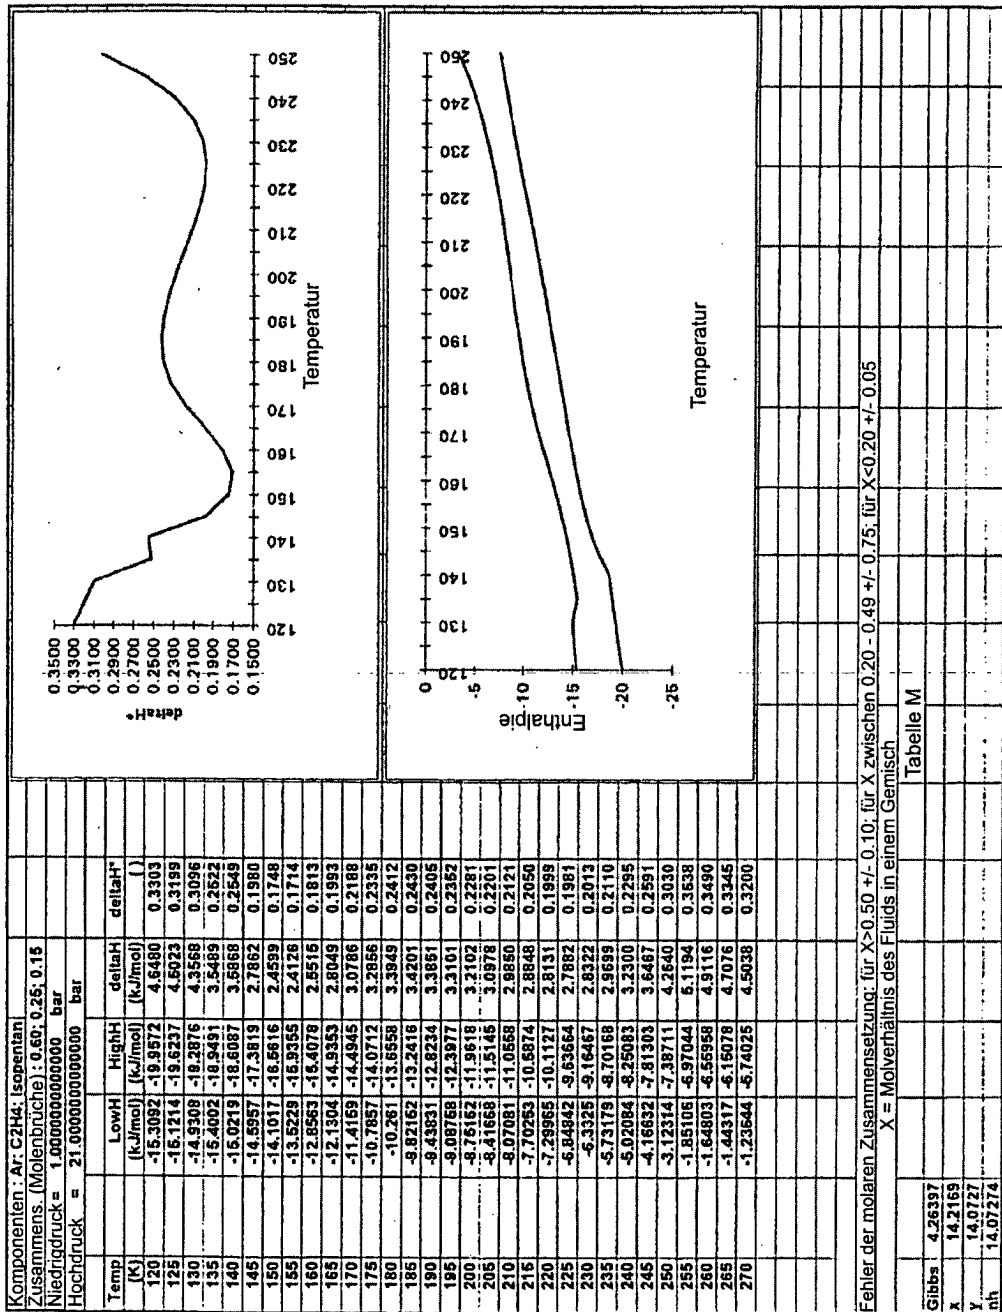 Komponenten : Ar: C2H4: Isopentan
Zusammens. (Molenbrüche) : 0.60; 0.25; 0.15
Niedrigdruck = 1.00000000000000 bar
Hochdruck = 21.0000000000000 bar
Temp LowH HighH deltaH deltaH*
(K) (kJ/mol) (kJ/mol) (kJ/mol) ( )
120 -15.3092 -19.9572 4.6480 0.3303
125 -15.1214 -19.6237 4.5023 0.3199
130 -14.9308 -19.2876 4.3568 0.3096
135 -15.4002 -18.9491 3.5489 0.2522
140 -15.0219 -18.6087 3.5868 0.2549
145 -14.5957 -17.3819 2.7862 0.1980
150 -14.1017 -16.5616 2.4599 0.1748
155 -13.5229 -15.9355 2.4126 0.1714
160 -12.8563 -15.4078 2.5515 0.1813
165 -12.1304 -14.9353 2.8049 0.1993
170 -11.4159 -14.4945 3.0786 0.2188
175 -10.7857 -14.0712 3.2856 0.2335
180 -10.261 -13.6558 3.3949 0.2412
185 -9.82152 -13.2416 3.4201 0.2430
190 -9.43831 -12.8234 3.3851 0.2405
195 -9.08768 -12.3977 3.3101 0.2352
200 -8.75162 -11.9618 3.2102 0.2281
205 -8.41668 -11.5145 3.0978 0.2201
210 -8.07081 -11.0558 2.9850 0.2121
215 -7.70253 -10.5874 2.8848 0.2050
220 -7.29965 -10.1127 2.8131 0.1999
225 -6.84842 -9.63664 2.7882 0.1981
230 -6.3325 -9.16467 2.8322 0.2013
235 -5.73179 -8.70168 2.9699 0.2110
240 -5.02084 -8.25083 3.2300 0.2295
245 -4.16632 -7.81303 3.6467 0.2591
250 -3.12314 -7.38711 4.2640 0.3030
255 -1.85106 -6.97044 5.1194 0.3638
260 -1.64803 -6.55958 4.9116 0.3490
265 -1.44317 -6.15078 4.7076 0.3345
270 -1.23644 -5.74025 4.5038 0.3200
deltaH*
0.3500
0.3300
0.3100
0.2900
0.2700
0.2500
0.2300
0.2100
0.1900
0.1700
0.1500
120 130 140 150 160 170 180 190 200 210 220 230 240 250
Temperatur
Enthalpie
0
-5
-10
-15
-20
-25
120 130 140 150 160 170 180 190 200 210 220 230 240 260
Temperatur
Fehler der molaren Zusammensetzung: für X>0.50 +/- 0.10; für X zwischen 0.20 - 0.49 +/- 0.75; für X<0.20 +/- 0.05
X = Molverhältnis des Fluids in einem Gemisch
Tabelle M
Gibbs 4.26397
x 14.2169
Y 14.0727
nh 14.07274